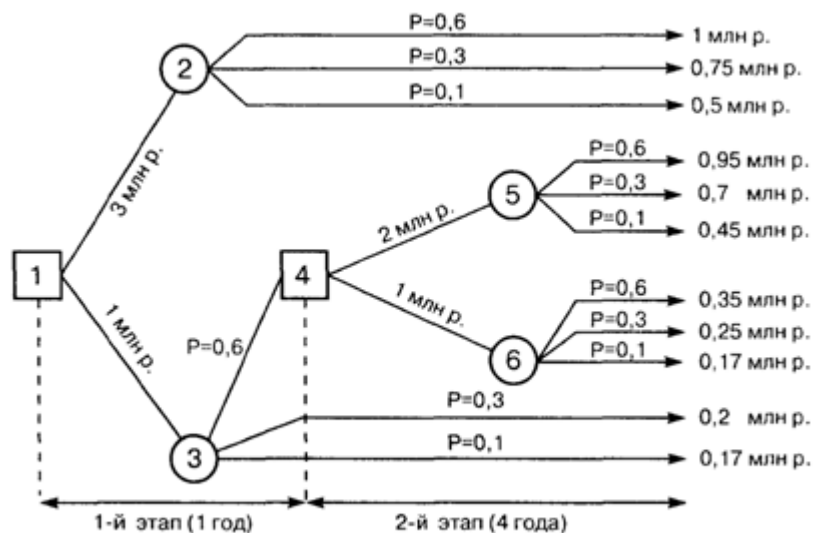 P=0,6
1 млн р.
2
P=0,3
0,75 млн р.
P=0,1
0,5 млн р.
3 млн р.
P=0,6
0,95 млн р.
5
P=0,3
0,7 млн р.
P=0,1
0,45 млн р.
2 млн р.
1
4
1 млн р.
P=0,6
0,35 млн р.
P=0,3
0,25 млн р.
6
P=0,1
0,17 млн р.
1 млн р.
P=0,6
P=0,3
0,2 млн р.
3
P=0,1
0,17 млн р.
1-й этап (1 год)
2-й этап (4 года)